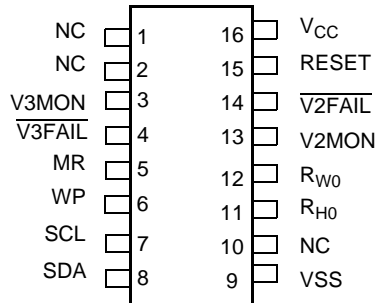 NC 1 16 VCC
NC 2 15 RESET
V3MON 3 14 V2FAIL
V3FAIL 4 13 V2MON
MR 5 12 RW0
WP 6 11 RH0
SCL 7 10 NC
SDA 8 9 VSS